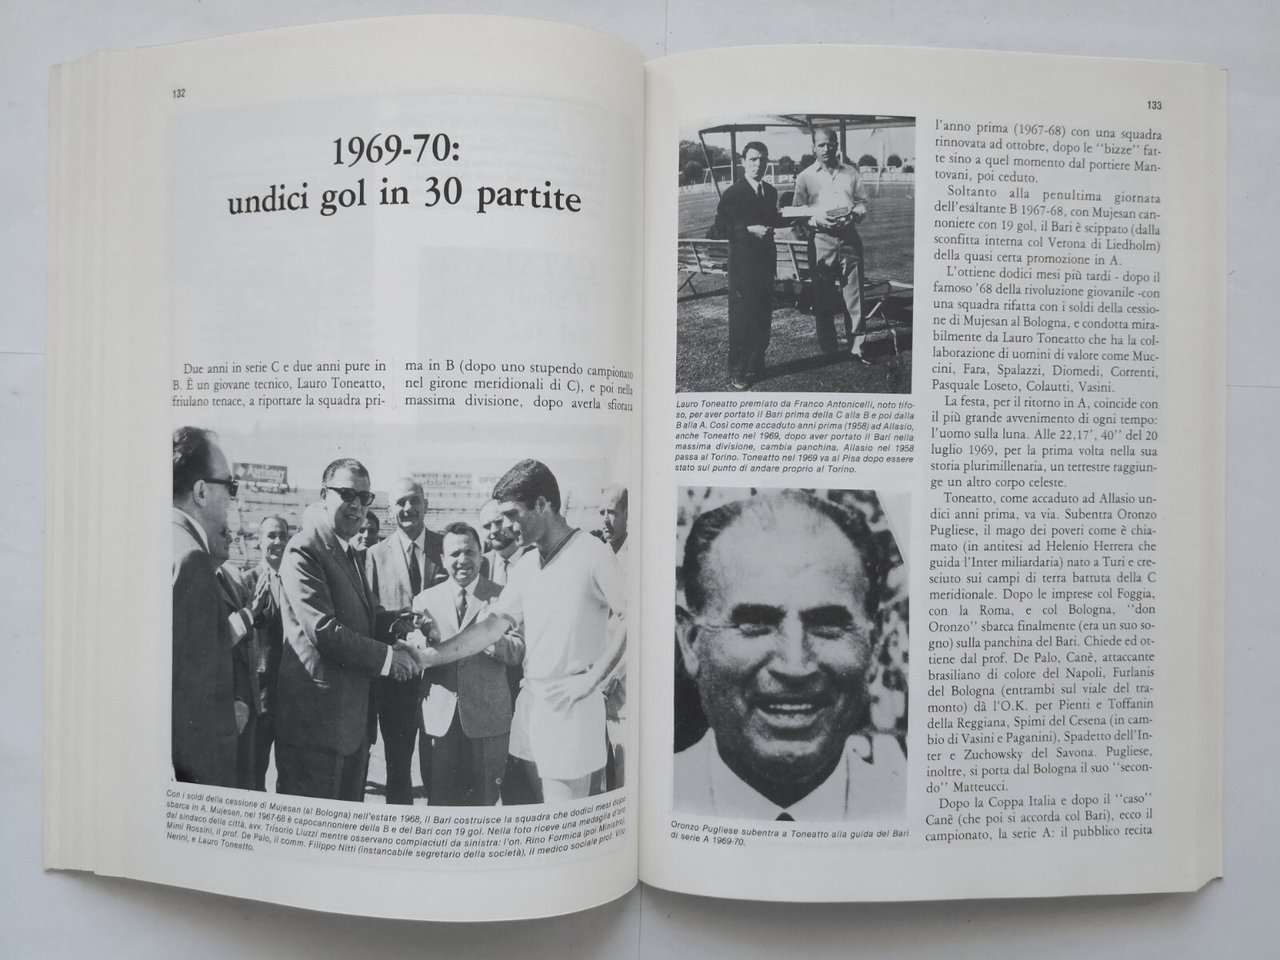 132
1969-70:
undici gol in 30 partite
Due anni in serie C e due anni pure in
B. È un giovane tecnico, Lauro Toneatto,
friulano tenace, a riportare la squadra pri-
ma in B (dopo uno stupendo campionato
nel girone meridionali di C), e poi nella
massima divisione, dopo averla sfiorata
Con i soldi della cessione di Mujesan (al Bologna) nell'estate 1968, il Bari costruisce la squadra che dodici mesi dopo
sbarca in A. Mujesan, nel 1967-68 è capocannoniere della B e del Bari con 19 gol. Nella foto riceve una medaglia d'oro
dal sindaco della città, avv. Trisorio Liuzzi mentre osservano compiaciuti da sinistra: l'on. Rino Formica (poi Ministro),
Mimì Rossini, il prof. De Palo, il comm. Filippo Nitti (instancabile segretario della società), il medico sociale prof. Vino
Nerini, e Lauro Toneatto.
133
Lauro Toneatto premiato da Franco Antonicelli, noto tifo-
so, per aver portato il Bari prima della C alla B e poi dalla
B alla A. Così come accaduto anni prima (1958) ad Allasio,
anche Toneatto nel 1969, dopo aver portato il Bari nella
massima divisione, cambia panchina. Allasio nel 1958
passa al Torino. Toneatto nel 1969 va al Pisa dopo essere
stato sul punto di andare proprio al Torino.
Oronzo Pugliese subentra a Toneatto alla guida del Bari
di serie A 1969-70.
l'anno prima (1967-68) con una squadra
rinnovata ad ottobre, dopo le "bizze" fat-
te sino a quel momento dal portiere Man-
tovani, poi ceduto.
Soltanto alla penultima giornata
dell'esaltante B 1967-68, con Mujesan can-
noniere con 19 gol, il Bari è scippato (dalla
sconfitta interna col Verona di Liedholm)
della quasi certa promozione in A.
L'ottiene dodici mesi più tardi - dopo il
famoso '68 della rivoluzione giovanile -con
una squadra rifatta con i soldi della cessio-
ne di Mujesan al Bologna, e condotta mira-
bilmente da Lauro Toneatto che ha la col-
laborazione di uomini di valore come Muc-
cini, Fara, Spalazzi, Diomedi, Correnti,
Pasquale Loseto, Colautti, Vasini.
La festa, per il ritorno in A, coincide con
il più grande avvenimento di ogni tempo:
l'uomo sulla luna. Alle 22,17', 40'' del 20
luglio 1969, per la prima volta nella sua
storia plurimillenaria, un terrestre raggiun-
ge un altro corpo celeste.
Toneatto, come accaduto ad Allasio un-
dici anni prima, va via. Subentra Oronzo
Pugliese, il mago dei poveri come è chia-
mato (in antitesi ad Helenio Herrera che
guida l'Inter miliardaria) nato a Turi e cre-
sciuto sui campi di terra battuta della C
meridionale. Dopo le imprese col Foggia,
con la Roma, e col Bologna, "don
Oronzo" sbarca finalmente (era un suo so-
gno) sulla panchina del Bari. Chiede ed ot-
tiene dal prof. De Palo, Canè, attaccante
brasiliano di colore del Napoli, Furlanis
del Bologna (entrambi sul viale del tra-
monto) dà l'O.K. per Pienti e Toffanin
della Reggiana, Spimi del Cesena (in cam-
bio di Vasini e Paganini), Spadetto dell'In-
ter e Zuchowsky del Savona. Pugliese,
inoltre, si porta dal Bologna il suo "secon-
do" Matteucci.
Dopo la Coppa Italia e dopo il "caso"
Canè (che poi si accorda col Bari), ecco il
campionato, la serie A: il pubblico recita